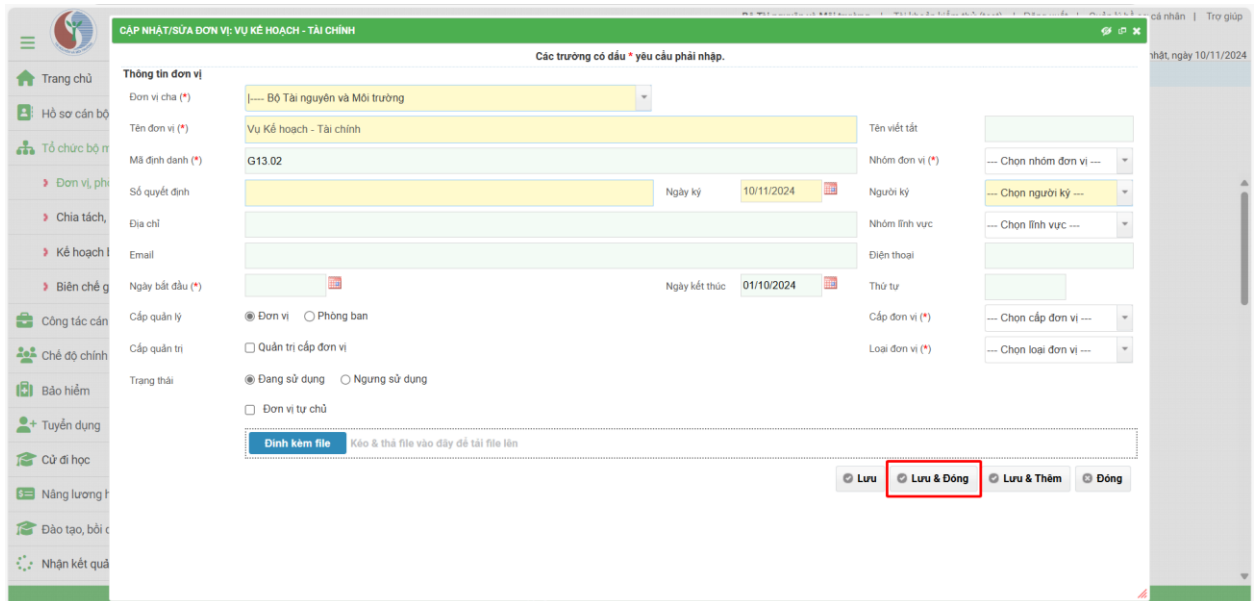 cá nhân | Trợ giúp
CẬP NHẬT/SỬA ĐƠN VỊ: VỤ KẾ HOẠCH - TÀI CHÍNH
nhật, ngày 10/11/2024
Các trường có dấu * yêu cầu phải nhập.
Trang chủ
Thông tin đơn vị
Đơn vị cha (*) |---- Bộ Tài nguyên và Môi trường
Hồ sơ cán bộ
Tên đơn vị (*) Vụ Kế hoạch - Tài chính Tên viết tắt
Tổ chức bộ m
Mã định danh (*) G13.02 Nhóm đơn vị (*) --- Chọn nhóm đơn vị ---
Đơn vị, phò
Số quyết định Ngày ký 10/11/2024 Người ký --- Chọn người ký ---
Chia tách,
Địa chỉ Nhóm lĩnh vực --- Chọn lĩnh vực ---
Kế hoạch b
Email Điện thoại
Biên chế g
Ngày bắt đầu (*) Ngày kết thúc 01/10/2024 Thứ tự
Công tác cán
Cấp quản lý Đơn vị Phòng ban Cấp đơn vị (*) --- Chọn cấp đơn vị ---
Chế độ chính
Cấp quản trị Quản trị cấp đơn vị Loại đơn vị (*) --- Chọn loại đơn vị ---
Bảo hiểm
Trạng thái Đang sử dụng Ngưng sử dụng
Đơn vị tự chủ
Tuyển dụng
Đính kèm file Kéo & thả file vào đây để tải file lên
Cử đi học
Lưu Lưu & Đóng Lưu & Thêm Đóng
Nâng lương h
Đào tạo, bồi d
Nhận kết quả